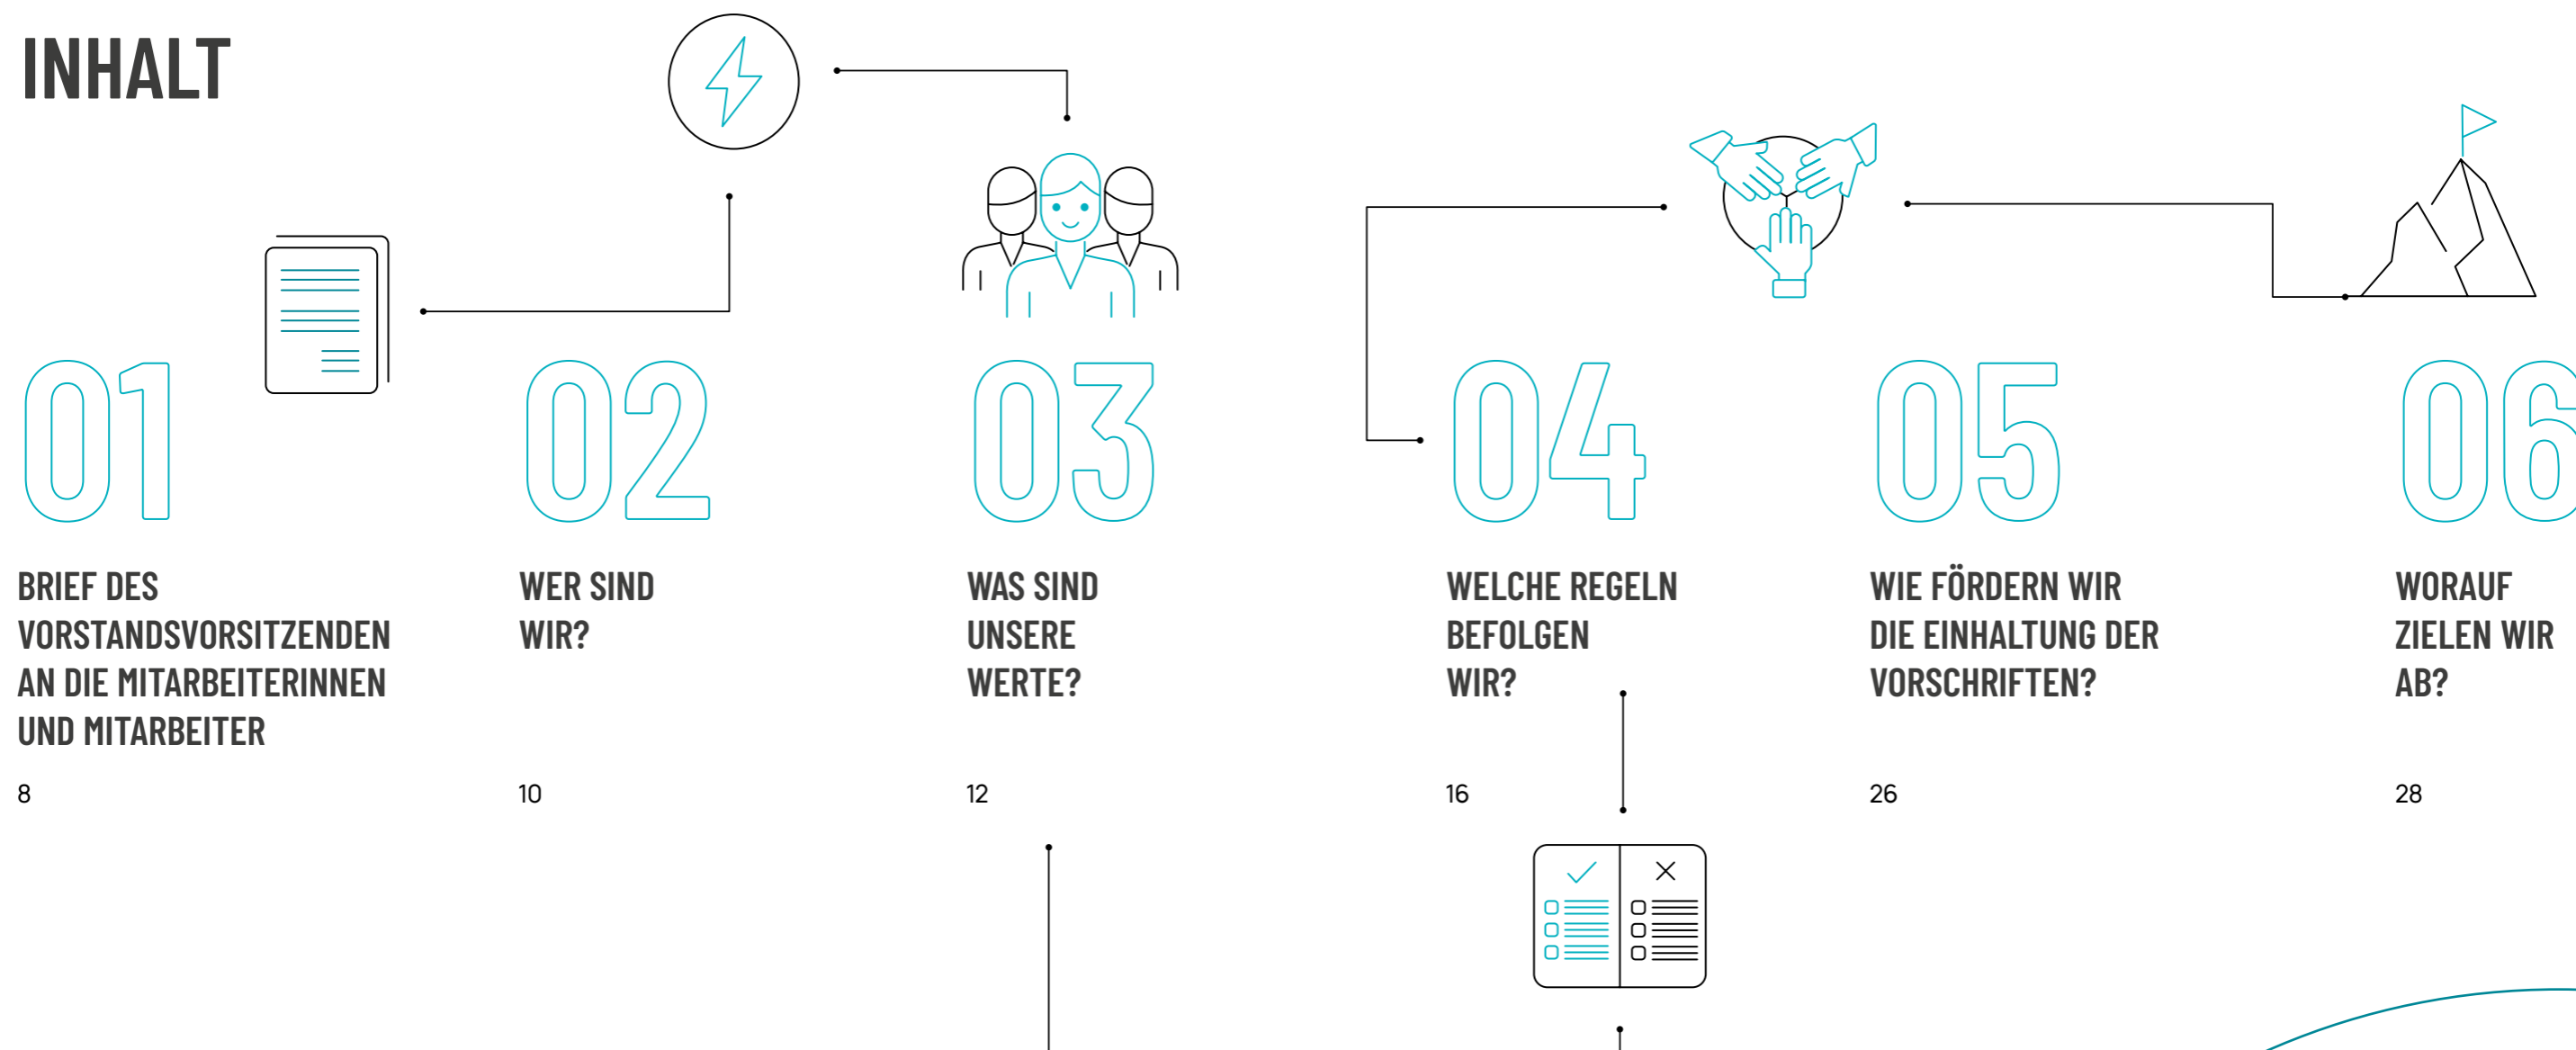 INHALT
01
BRIEF DES
VORSTANDSVORSITZENDEN
AN DIE MITARBEITERINNEN
UND MITARBEITER
8
02
WER SIND
WIR?
10
03
WAS SIND
UNSERE
WERTE?
12
04
WELCHE REGELN
BEFOLGEN
WIR?
16
05
WIE FÖRDERN WIR
DIE EINHALTUNG DER
VORSCHRIFTEN?
26
06
WORAUF
ZIELEN WIR
AB?
28